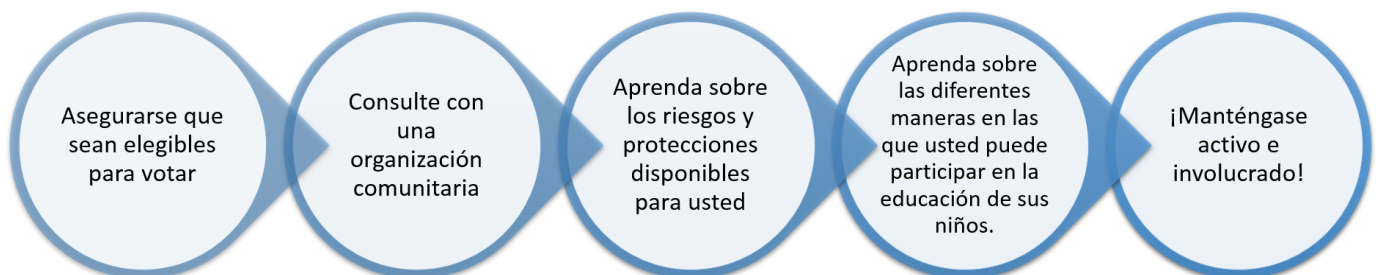 Asegurarse que
sean elegibles
para votar
Consulte con
una
organización
comunitaria
Aprenda sobre
los riesgos y
protecciones
disponibles
para usted
Aprenda sobre
las diferentes
maneras en las
que usted puede
participar en la
educación de sus
niños.
¡Manténgase
activo e
involucrado!